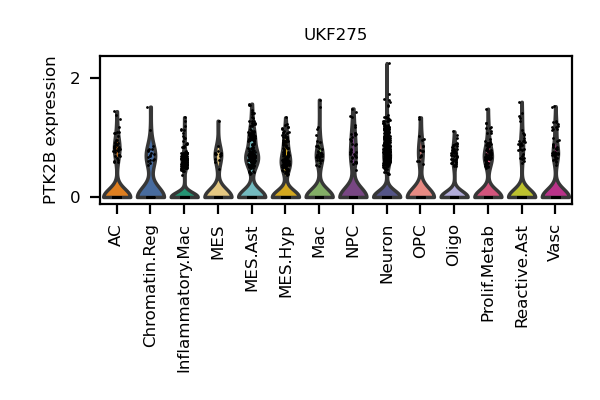 UKF275
PTK2B expression
2
0
AC
Chromatin.Reg
Inflammatory.Mac
MES
MES.Ast
MES.Hyp
Mac
NPC
Neuron
OPC
Oligo
Prolif.Metab
Reactive.Ast
Vasc